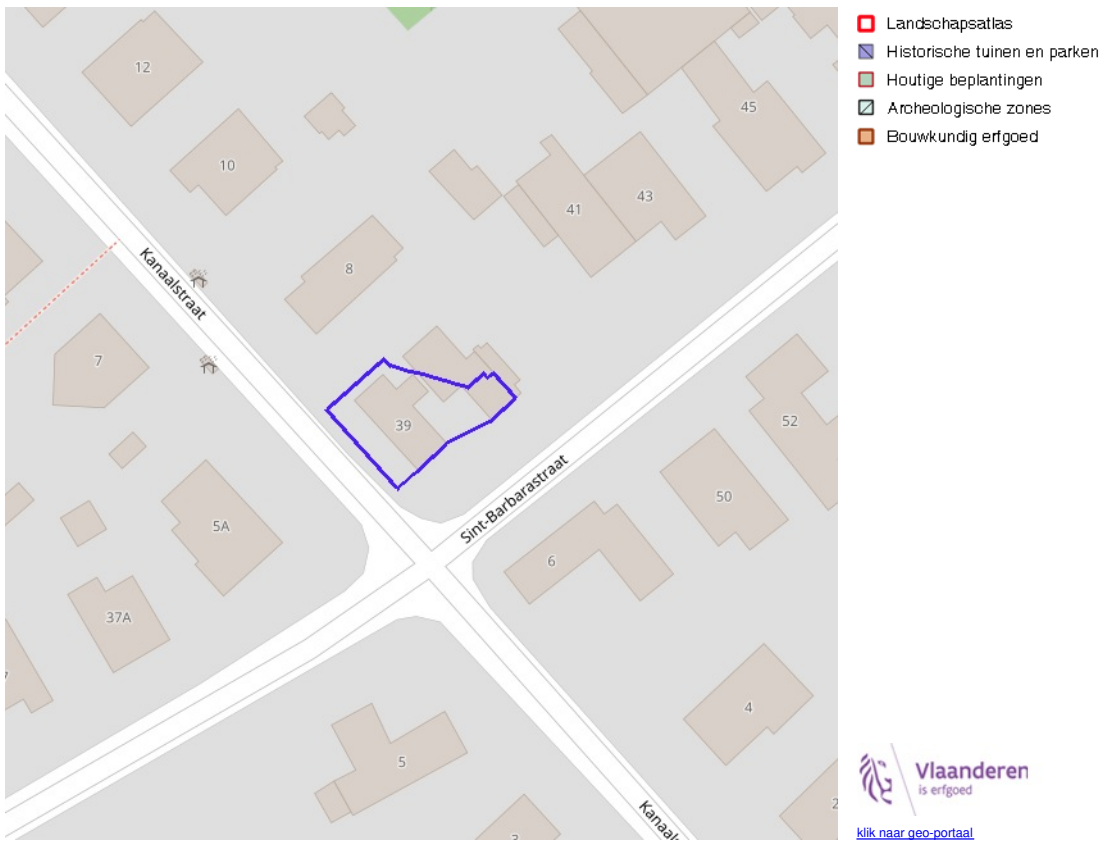 12
10
8
45
43
41
Kanaalstraat
7
39
52
50
5A
Sint-Barbarastraat
6
37A
4
5
Kanaal-
Landschapsatlas
Historische tuinen en parken
Houtige beplantingen
Archeologische zones
Bouwkundig erfgoed
Vlaanderen
is erfgoed
klik naar geo-portaal